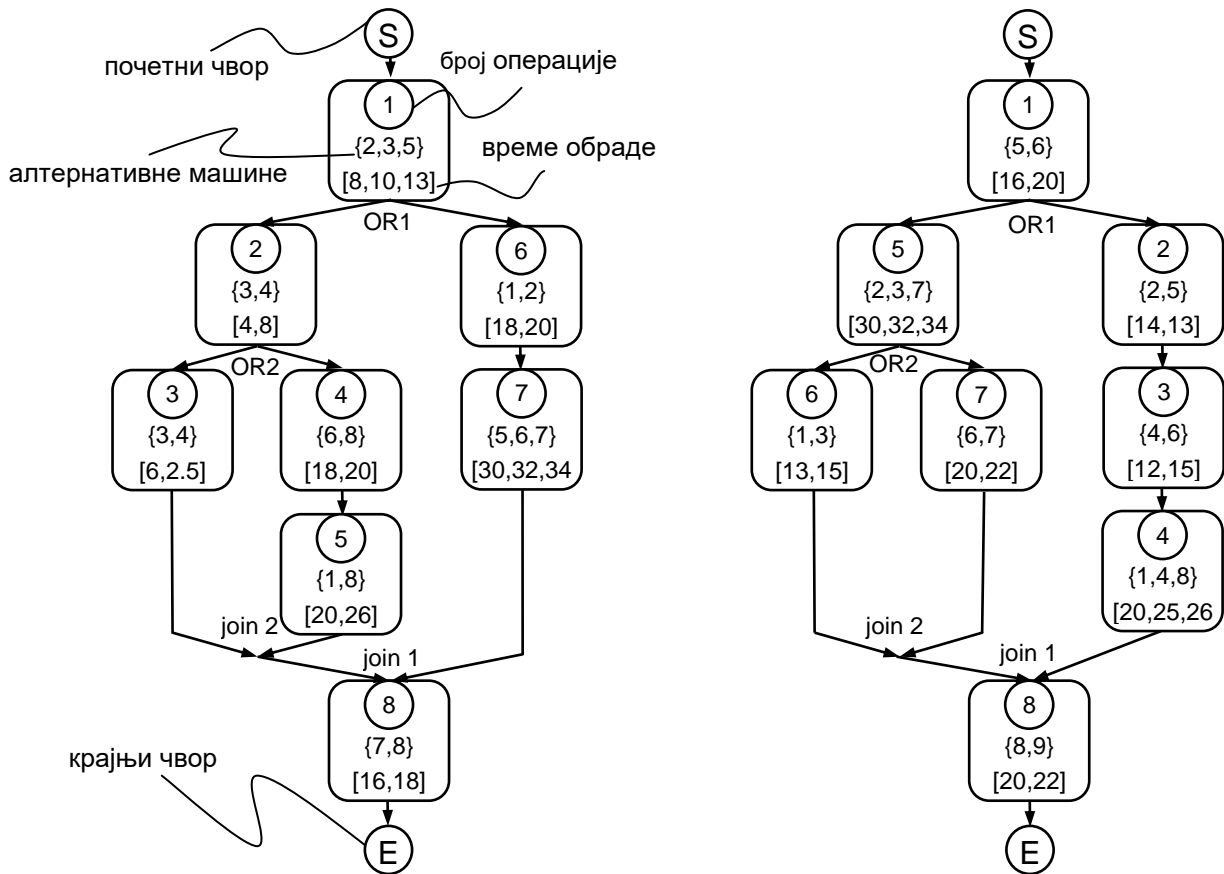 S
почетни чвор
број операције
1
{2,3,5}
[8,10,13]
алтернативне машине
време обраде
OR1
2
{3,4}
[4,8]
6
{1,2}
[18,20]
OR2
3
{3,4}
[6,2.5]
4
{6,8}
[18,20]
7
{5,6,7}
[30,32,34
5
{1,8}
[20,26]
join 2
join 1
8
{7,8}
[16,18]
крајњи чвор
E
S
1
{5,6}
[16,20]
OR1
5
{2,3,7}
[30,32,34
2
{2,5}
[14,13]
OR2
6
{1,3}
[13,15]
7
{6,7}
[20,22]
3
{4,6}
[12,15]
4
{1,4,8}
[20,25,26
join 2
join 1
8
{8,9}
[20,22]
E